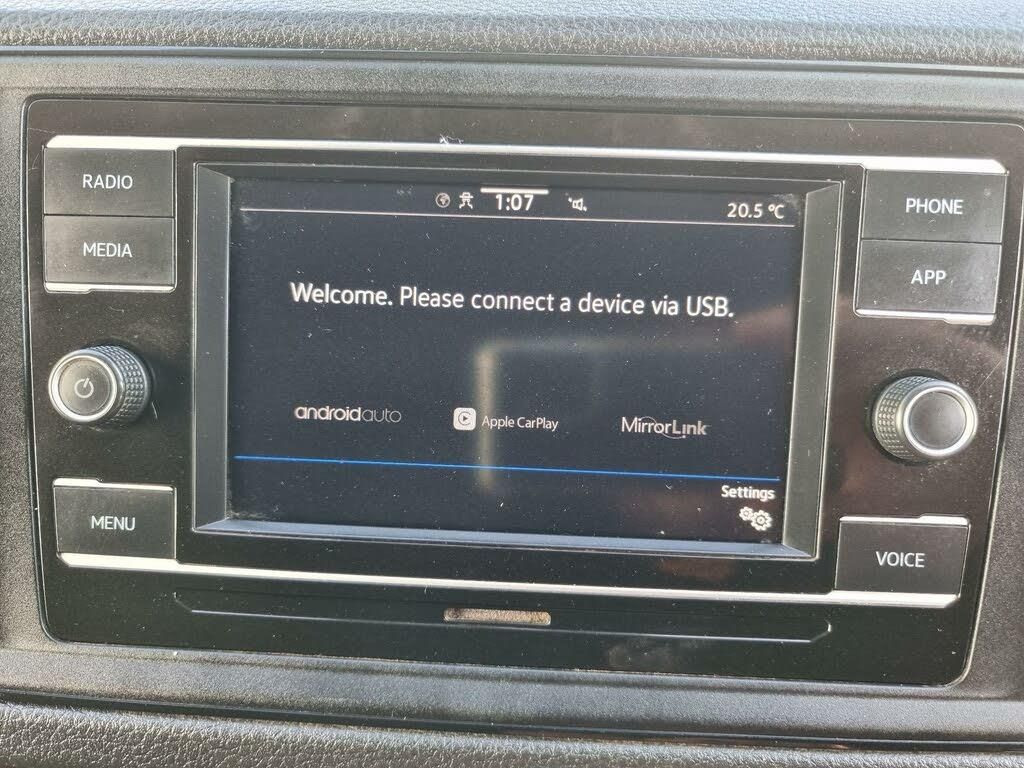 RADIO
MEDIA
MENU
1:07
20.5 °C
Welcome. Please connect a device via USB.
androidauto
Apple CarPlay
MirrorLink
Settings
PHONE
APP
VOICE